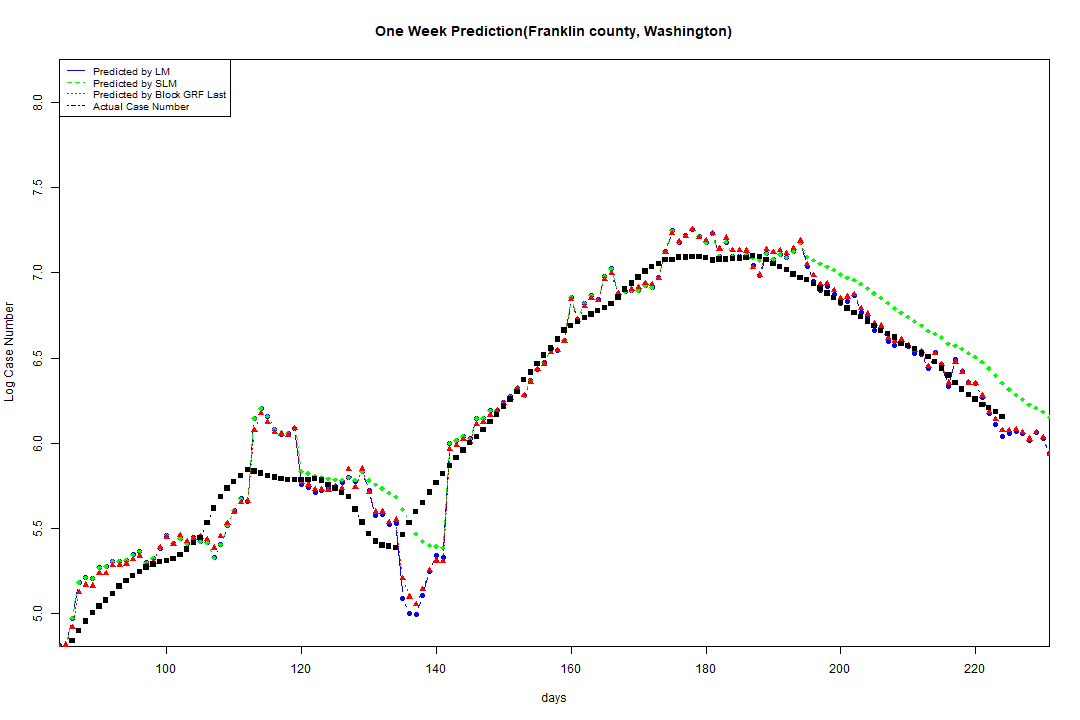 One Week Prediction(Franklin county, Washington)
Predicted by LM
Predicted by SLM
Predicted by Block GRF Last
Actual Case Number
8.0
7.5
7.0
6.5
6.0
5.5
5.0
Log Case Number
100 120 140 160 180 200 220
days